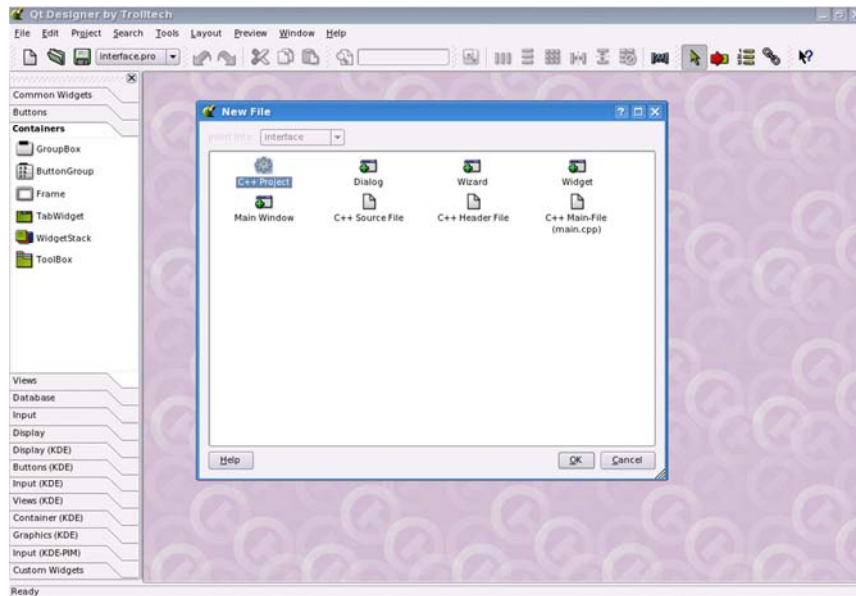 Qt Designer by Trolltech
File Edit Project Search Tools Layout Preview Window Help
interface.pro
Common Widgets
Buttons
Containers
GroupBox
ButtonGroup
Frame
TabWidget
WidgetStack
ToolBox
Views
Database
Input
Display
Display (KDE)
Buttons (KDE)
Input (KDE)
Views (KDE)
Container (KDE)
Graphics (KDE)
Input (KDE-PIM)
Custom Widgets
Ready
New File
interface
C++ Project Dialog Wizard Widget
Main Window C++ Source File C++ Header File C++ Main-File
(main.cpp)
Help OK Cancel